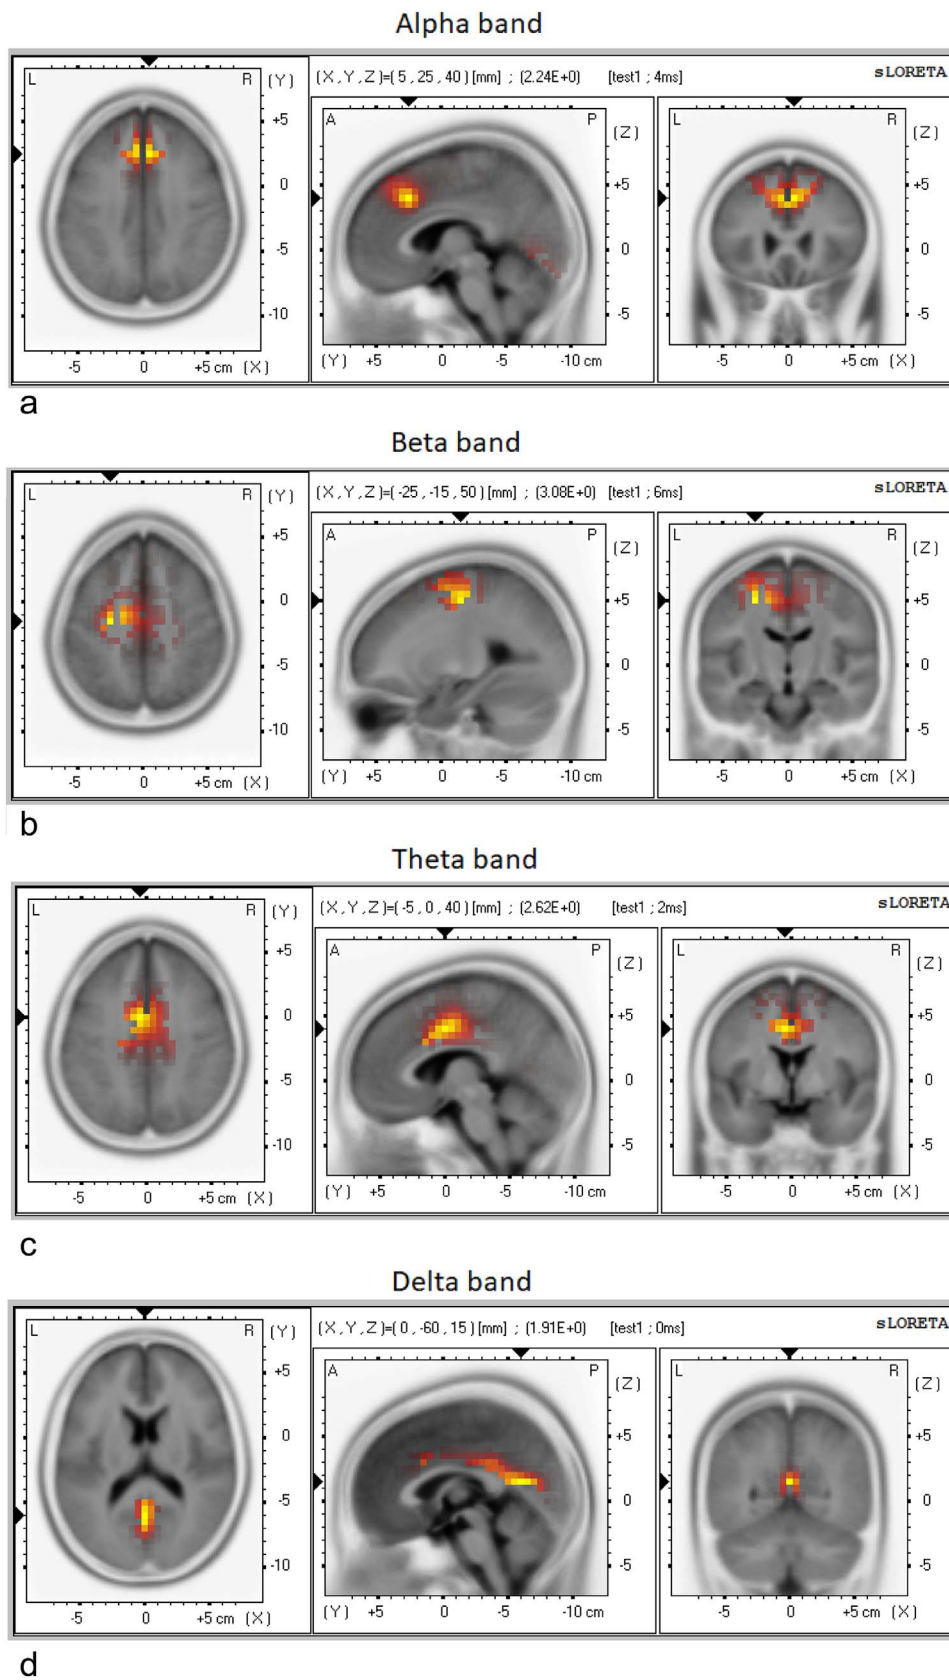 Alpha band
L R (Y) (X,Y,Z)=( 5 , 25 , 40 ) [mm] ; (2.24E+0) [test1 ; 4ms] sLORETA
A P (Z) L R (Z)
+5 0 -5 -10
+5 0 -5
+5 0 -5
-5 0 +5 cm (X) (Y) +5 0 -5 -10 cm -5 0 +5 cm (X)
a
Beta band
L R (Y) (X,Y,Z)=( -25 , -15 , 50 ) [mm] ; (3.08E+0) [test1 ; 6ms] sLORETA
A P (Z) L R (Z)
+5 0 -5 -10
+5 0 -5
+5 0 -5
-5 0 +5 cm (X) (Y) +5 0 -5 -10 cm -5 0 +5 cm (X)
b
Theta band
L R (Y) (X,Y,Z)=( -5 , 0 , 40 ) [mm] ; (2.62E+0) [test1 ; 2ms] sLORETA
A P (Z) L R (Z)
+5 0 -5 -10
+5 0 -5
+5 0 -5
-5 0 +5 cm (X) (Y) +5 0 -5 -10 cm -5 0 +5 cm (X)
c
Delta band
L R (Y) (X,Y,Z)=( 0 , -60 , 15 ) [mm] ; (1.91E+0) [test1 ; 0ms] sLORETA
A P (Z) L R (Z)
+5 0 -5 -10
+5 0 -5
+5 0 -5
-5 0 +5 cm (X) (Y) +5 0 -5 -10 cm -5 0 +5 cm (X)
d